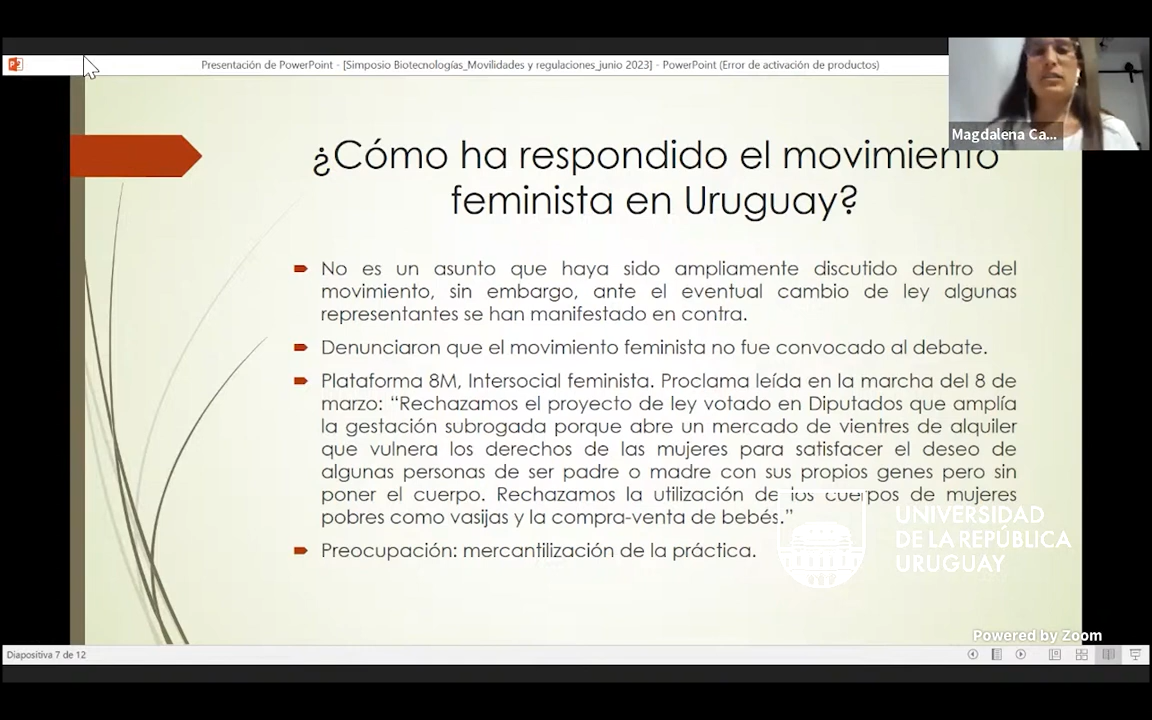 Presentación de PowerPoint - [Simposio Biotecnologías_Movilidades y regulaciones_junio 2023] - PowerPoint (Error de activación de productos)
Magdalena Ca...
¿Cómo ha respondido el movimiento
feminista en Uruguay?
No es un asunto que haya sido ampliamente discutido dentro del
movimiento, sin embargo, ante el eventual cambio de ley algunas
representantes se han manifestado en contra.
Denunciaron que el movimiento feminista no fue convocado al debate.
Plataforma 8M, Intersocial feminista. Proclama leída en la marcha del 8 de
marzo: “Rechazamos el proyecto de ley votado en Diputados que amplía
la gestación subrogada porque abre un mercado de vientres de alquiler
que vulnera los derechos de las mujeres para satisfacer el deseo de
algunas personas de ser padre o madre con sus propios genes pero sin
poner el cuerpo. Rechazamos la utilización de los cuerpos de mujeres
pobres como vasijas y la compra-venta de bebés.”
Preocupación: mercantilización de la práctica.
UNIVERSIDAD
DE LA REPÚBLICA
URUGUAY
Powered by Zoom
Diapositiva 7 de 12